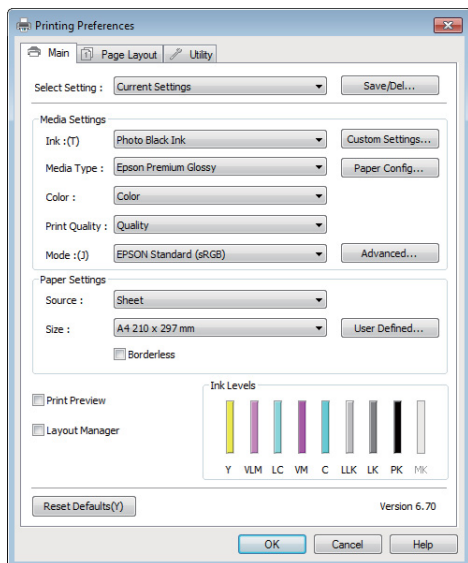 Printing Preferences
Main Page Layout Utility
Select Setting : Current Settings Save/Del...
Media Settings
Ink :(T) Photo Black Ink Custom Settings...
Media Type : Epson Premium Glossy Paper Config...
Color : Color
Print Quality : Quality
Mode :(J) EPSON Standard (sRGB) Advanced...
Paper Settings
Source : Sheet
Size : A4 210 x 297 mm User Defined...
Borderless
Print Preview
Layout Manager
Ink Levels
Y VLM LC VM C LLK LK PK MK
Reset Defaults(Y) Version 6.70
OK Cancel Help